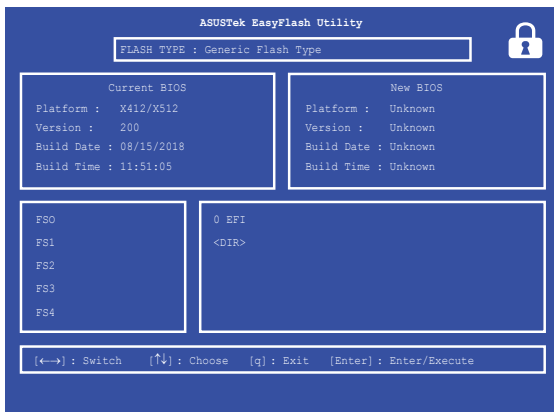 ASUSTek EasyFlash Utility
FLASH TYPE : Generic Flash Type
Current BIOS
Platform : X412/X512
Version : 200
Build Date : 08/15/2018
Build Time : 11:51:05
New BIOS
Platform : Unknown
Version : Unknown
Build Date : Unknown
Build Time : Unknown
FSO
FS1
FS2
FS3
FS4
0 EFI
<DIR>
[←→] : Switch [↑↓] : Choose [q] : Exit [Enter] : Enter/Execute